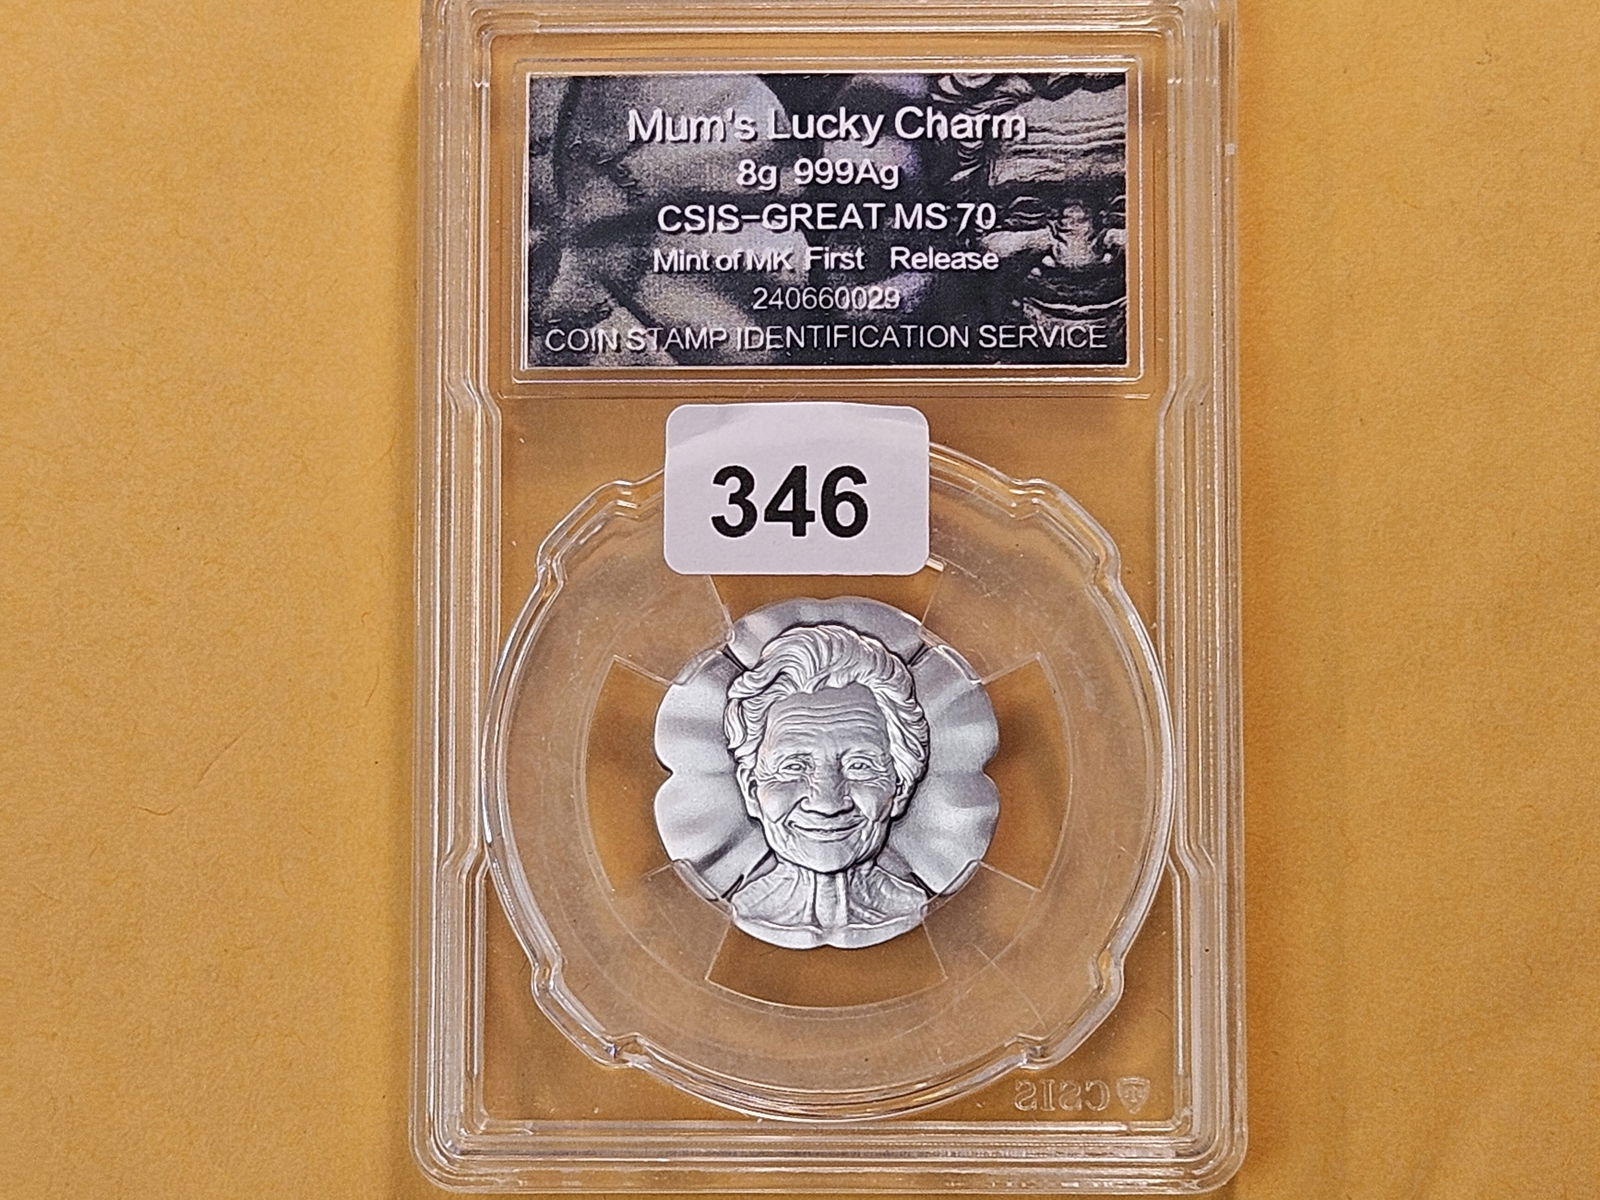 Mum's Lucky Charm
8g 999Ag
CSIS-GREAT MS 70
Mint of MK First Release
240660029
COIN STAMP IDENTIFICATION SERVICE
346
CSIS